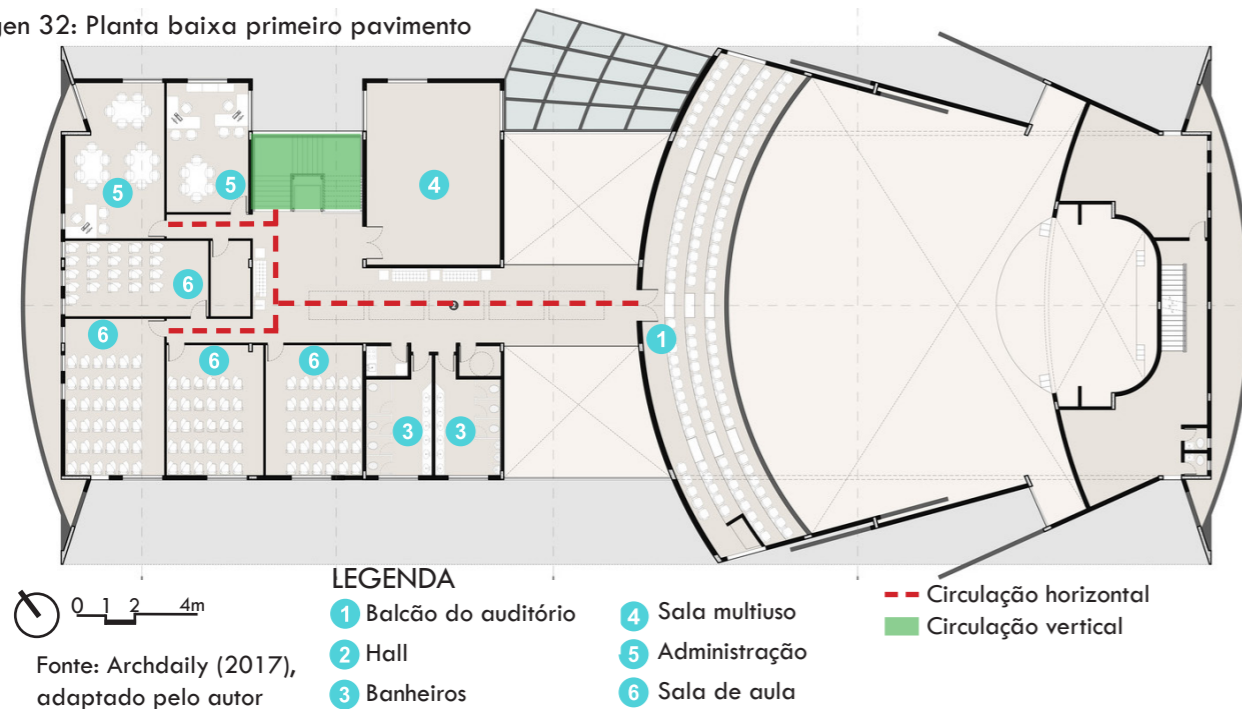 gen 32: Planta baixa primeiro pavimento
5
5
4
6
2
1
6
6
6
3
3
0 1 2 4m
Fonte: Archdaily (2017),
adaptado pelo autor
LEGENDA
1 Balcão do auditório
2 Hall
3 Banheiros
4 Sala multiuso
5 Administração
6 Sala de aula
Circulação horizontal
Circulação vertical